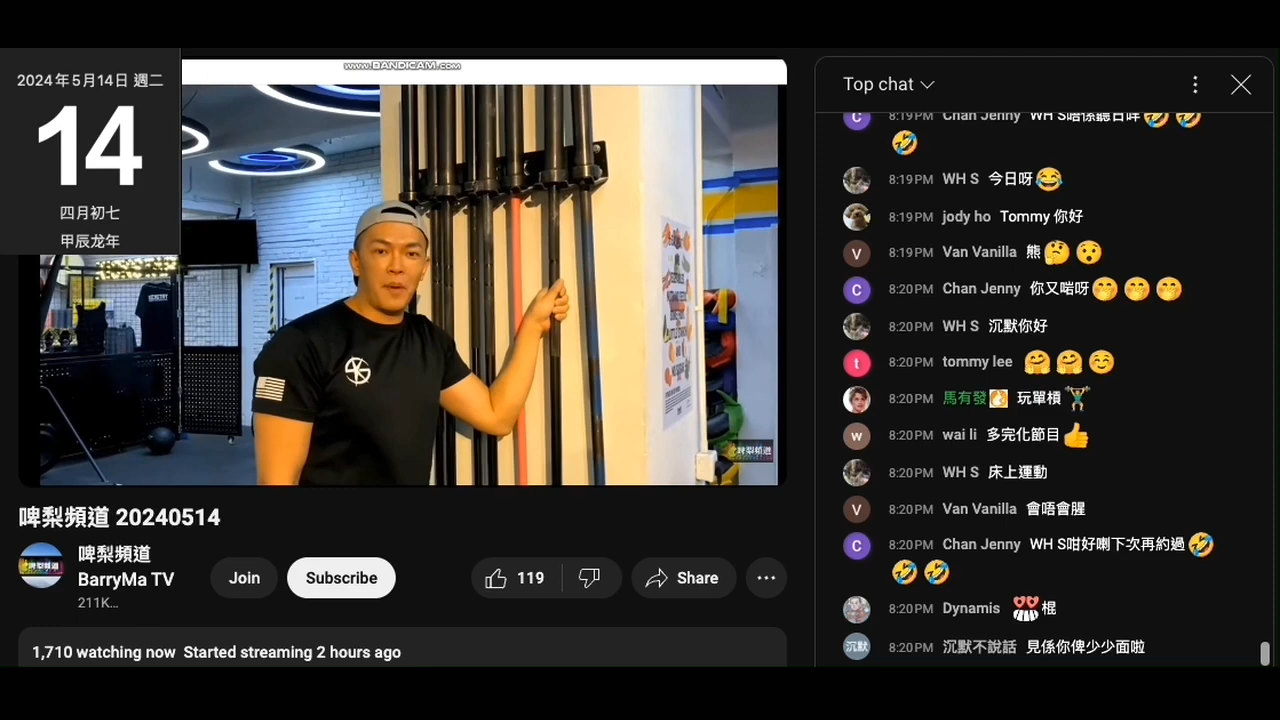 2024年5月14日 週二
14
四月初七
甲辰龙年
www.BANDICAM.com
啤梨頻道
啤梨頻道 20240514
啤梨頻道
BarryMa TV
211K...
Join
Subscribe
119
Share
1,710 watching now Started streaming 2 hours ago
Top chat
C 8:19PM Chan Jenny WH S唔係聽日咩🤣 🤣
🤣
8:19PM WH S 今日呀😂
8:19PM jody ho Tommy 你好
V 8:19PM Van Vanilla 熊🤔 😯
C 8:20PM Chan Jenny 你又啱呀🤭 🤭 🤭
8:20PM WH S 沉默你好
t 8:20PM tommy lee 🤗 🤗 ☺️
8:20PM 馬有發 玩單槓🏋️
w 8:20PM wai li 多完化節目👍
8:20PM WH S 床上運動
V 8:20PM Van Vanilla 會唔會腥
C 8:20PM Chan Jenny WH S咁好喇下次再約過🤣
🤣 🤣
8:20PM Dynamis 棍
沉默 8:20PM 沉默不說話 見係你俾少少面啦